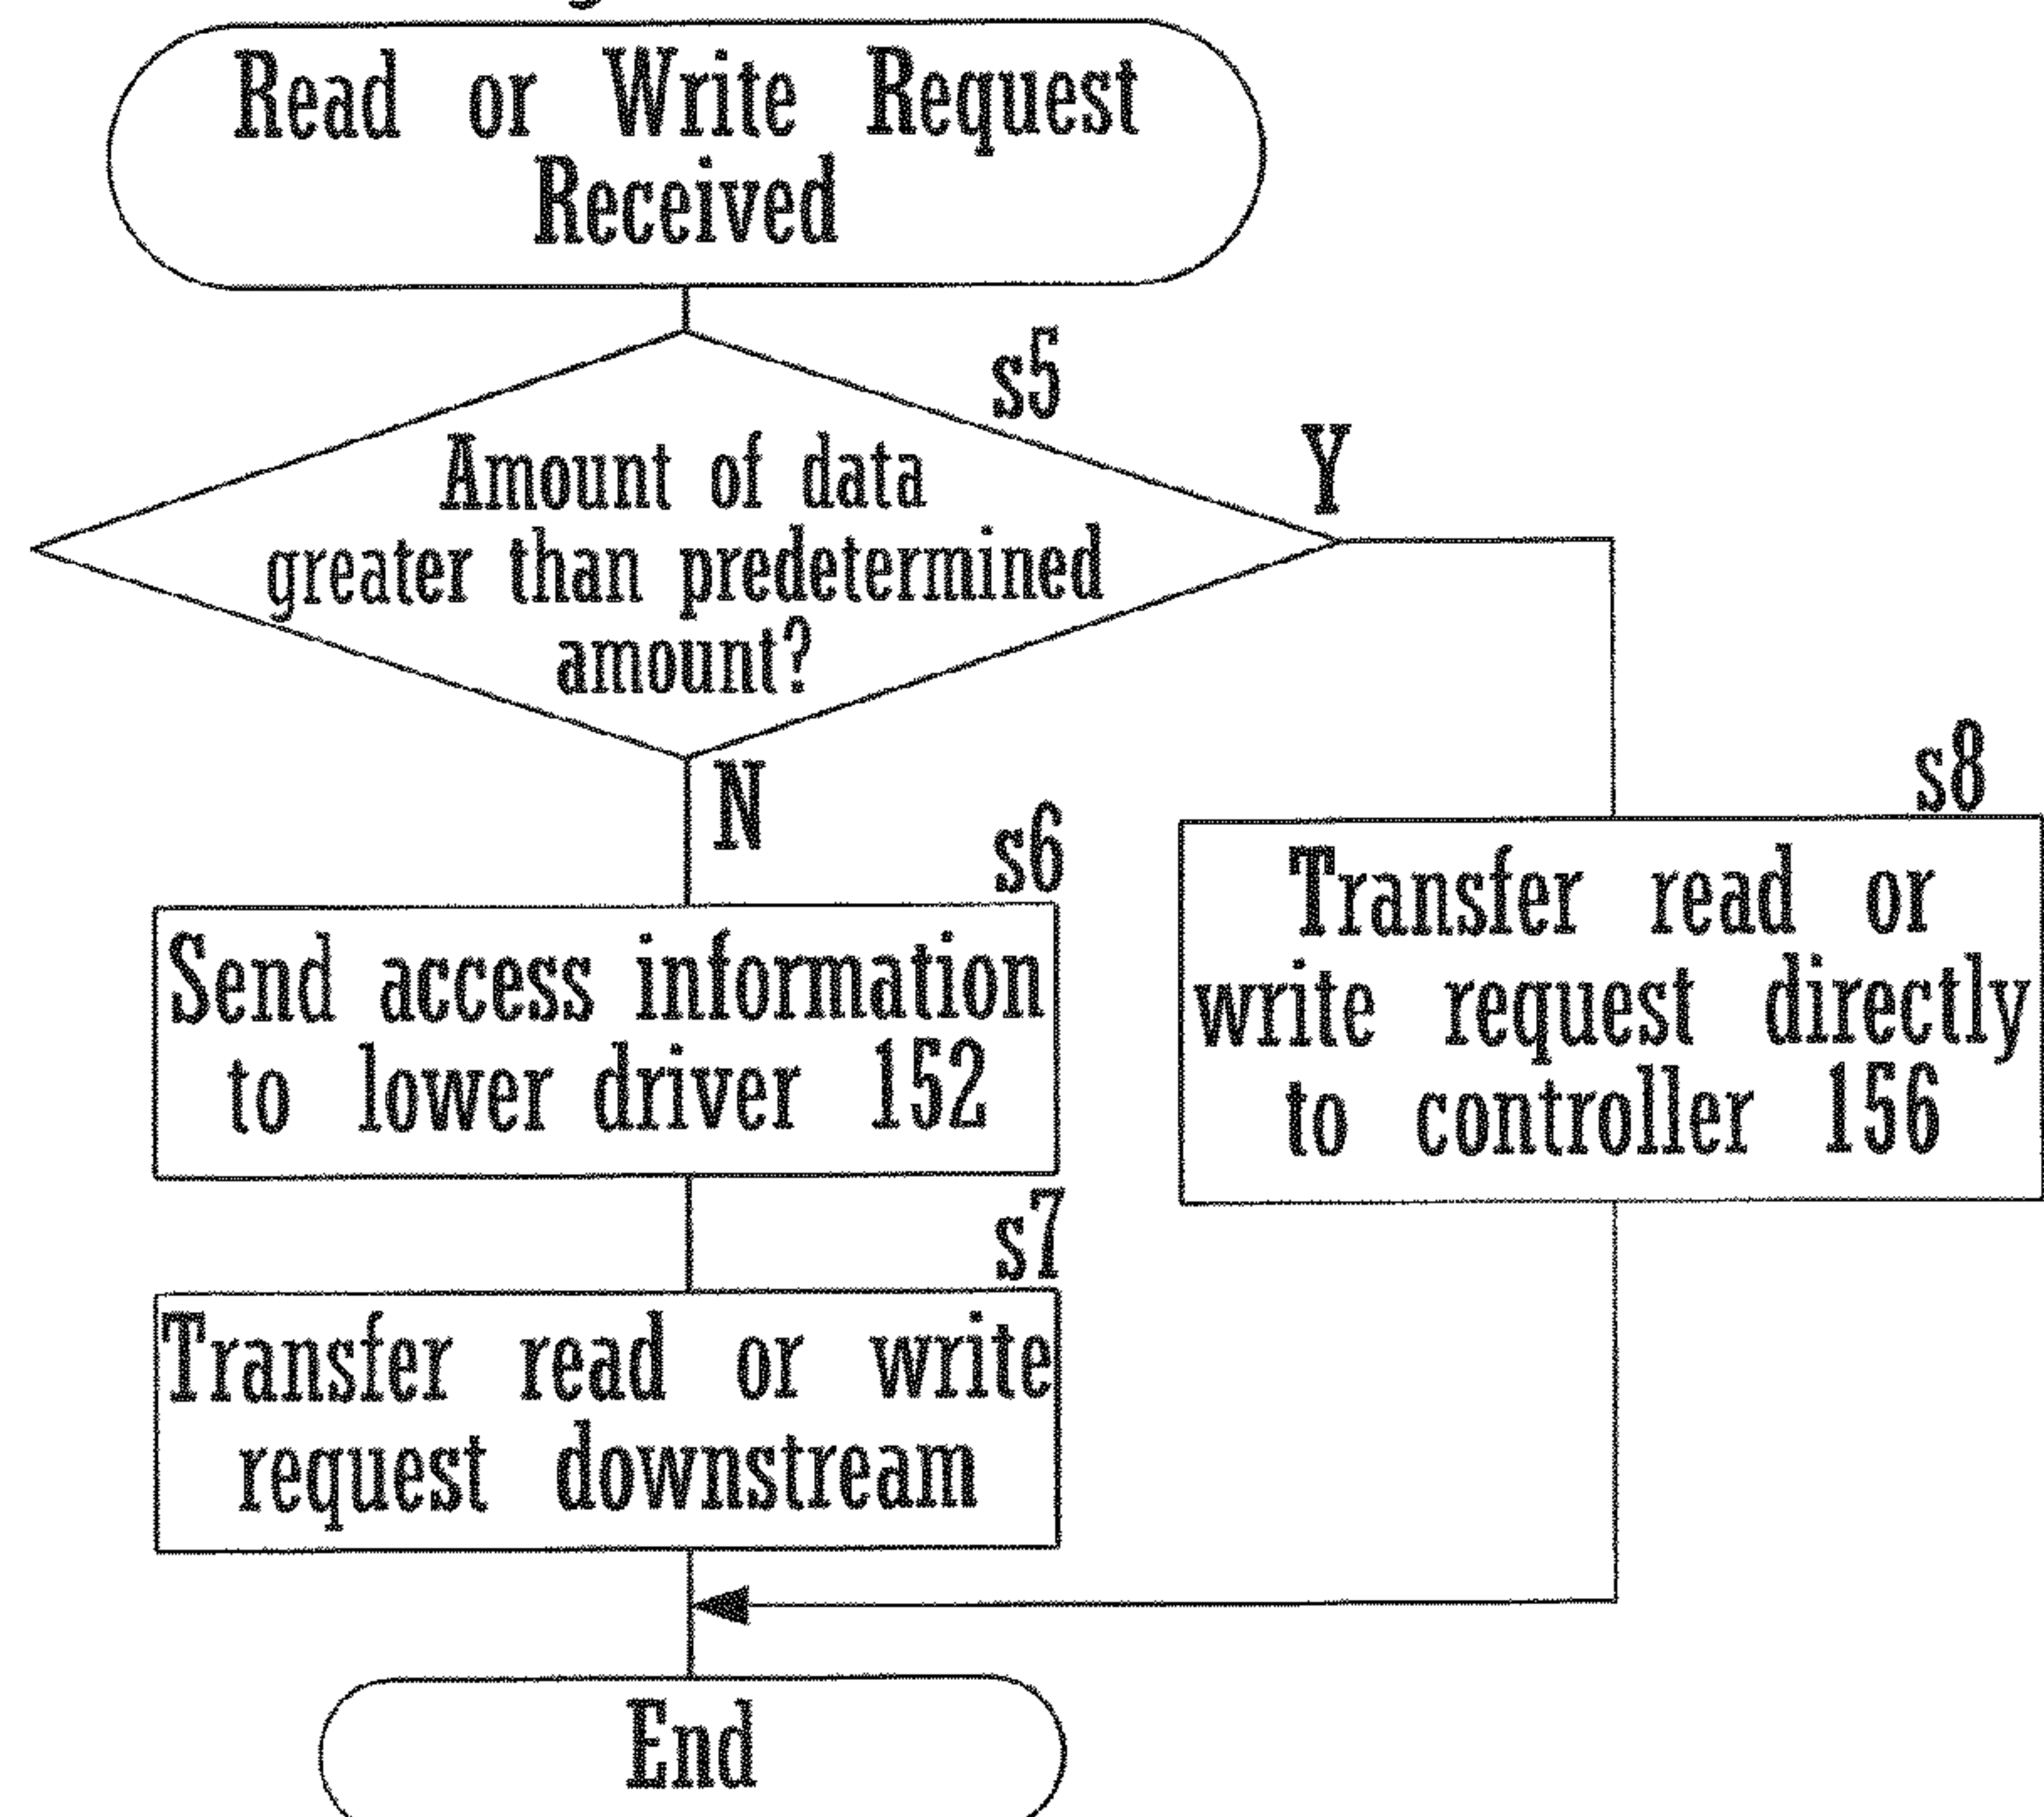 Read or Write Request
Received
s5
Y
Amount of data
greater than predetermined
amount?
N
s6
Send access information
to lower driver 152
s7
Transfer read or write
request downstream
s8
Transfer read or
write request directly
to controller 156
End